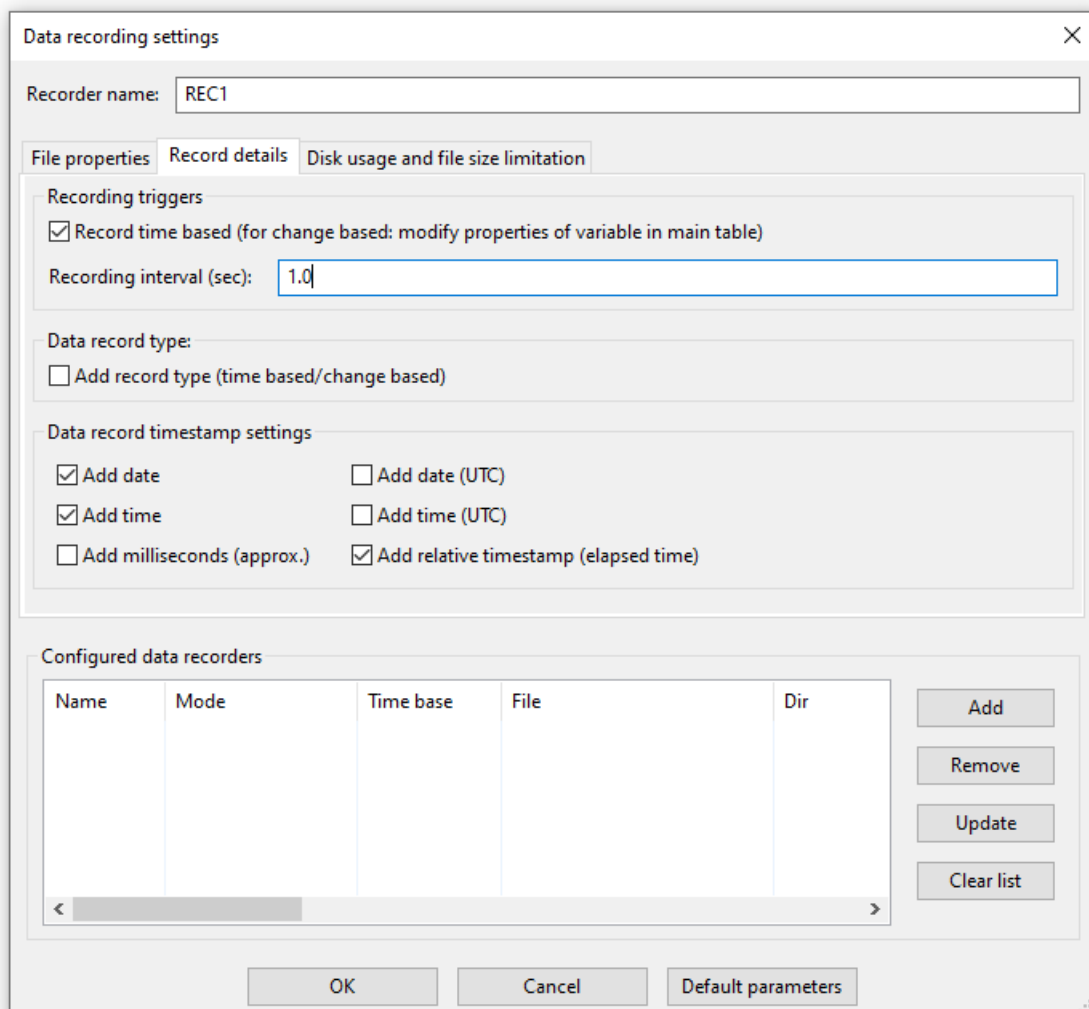 Data recording settings
Recorder name: REC1
File properties Record details Disk usage and file size limitation
Recording triggers
Record time based (for change based: modify properties of variable in main table)
Recording interval (sec): 1.0
Data record type:
Add record type (time based/change based)
Data record timestamp settings
Add date Add date (UTC)
Add time Add time (UTC)
Add milliseconds (approx.) Add relative timestamp (elapsed time)
Configured data recorders
Name Mode Time base File Dir
Add
Remove
Update
Clear list
OK Cancel Default parameters